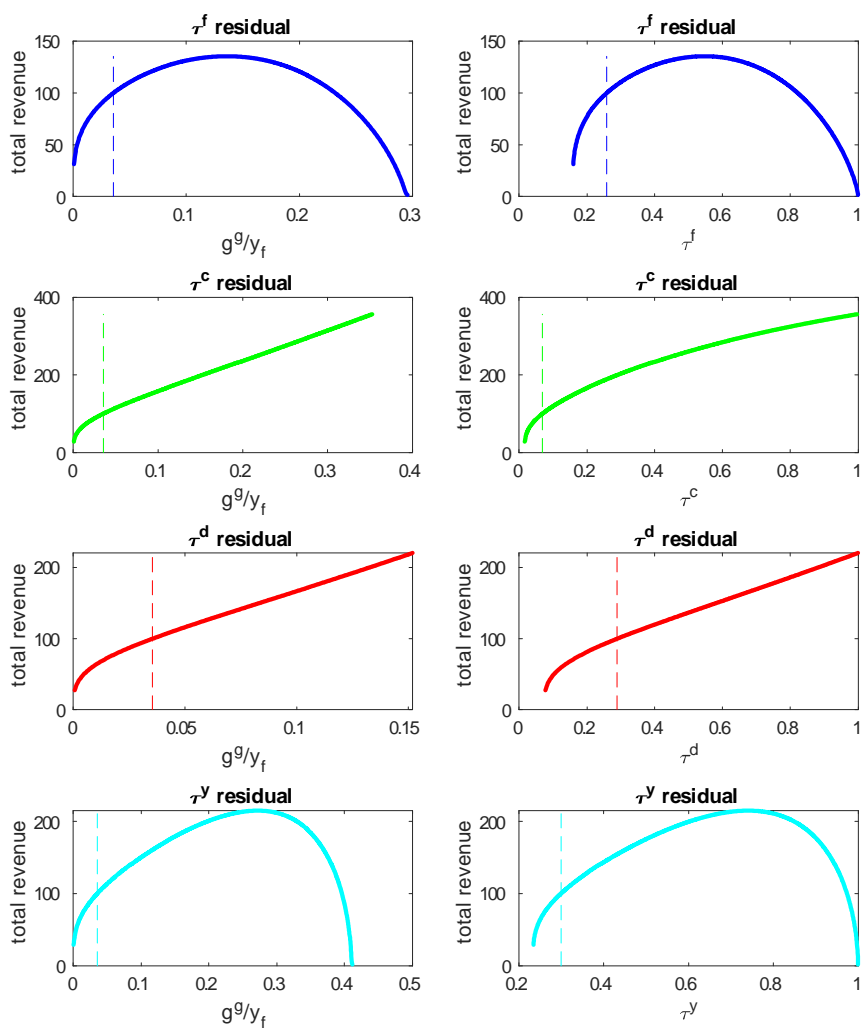 τ^f residual
total revenue
150
100
50
0
0 0.1 0.2 0.3
g^g/y_f
τ^f residual
total revenue
150
100
50
0
0 0.2 0.4 0.6 0.8 1
τ^f
τ^c residual
total revenue
400
200
0
0 0.1 0.2 0.3 0.4
g^g/y_f
τ^c residual
total revenue
400
200
0
0 0.2 0.4 0.6 0.8 1
τ^c
τ^d residual
total revenue
200
100
0
0 0.05 0.1 0.15
g^g/y_f
τ^d residual
total revenue
200
100
0
0 0.2 0.4 0.6 0.8 1
τ^d
τ^y residual
total revenue
200
100
0
0 0.1 0.2 0.3 0.4 0.5
g^g/y_f
τ^y residual
total revenue
200
100
0
0.2 0.4 0.6 0.8 1
τ^y